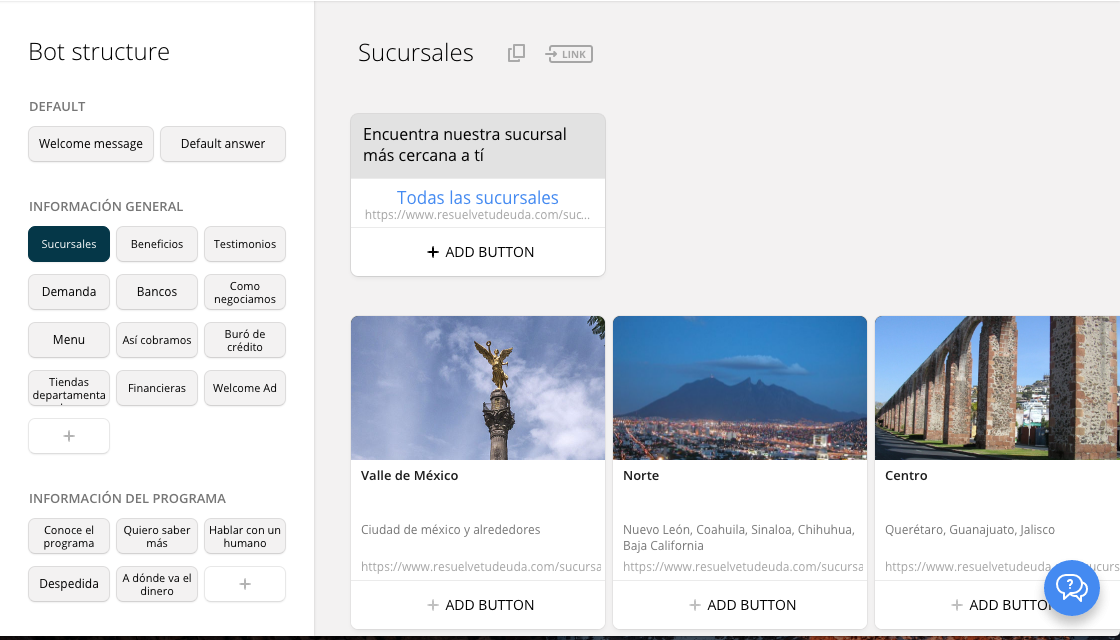 Bot structure
DEFAULT
Welcome message
Default answer
INFORMACIÓN GENERAL
Sucursales
Beneficios
Testimonios
Demanda
Bancos
Como
negociamos
Menu
Así cobramos
Buró de
crédito
Tiendas
departamenta
Financieras
Welcome Ad
INFORMACIÓN DEL PROGRAMA
Conoce el
programa
Quiero saber
más
Hablar con un
humano
Despedida
A dónde va el
dinero
Sucursales
LINK
Encuentra nuestra sucursal
más cercana a tí
Todas las sucursales
https://www.resuelvetudeuda.com/suc...
+ ADD BUTTON
Valle de México
Ciudad de méxico y alrededores
https://www.resuelvetudeuda.com/sucursa
+ ADD BUTTON
Norte
Nuevo León, Coahuila, Sinaloa, Chihuhua,
Baja California
https://www.resuelvetudeuda.com/sucursa
+ ADD BUTTON
Centro
Querétaro, Guanajuato, Jalisco
https://www.resuelvetudeuda.com/sucurs
+ ADD BUTTO